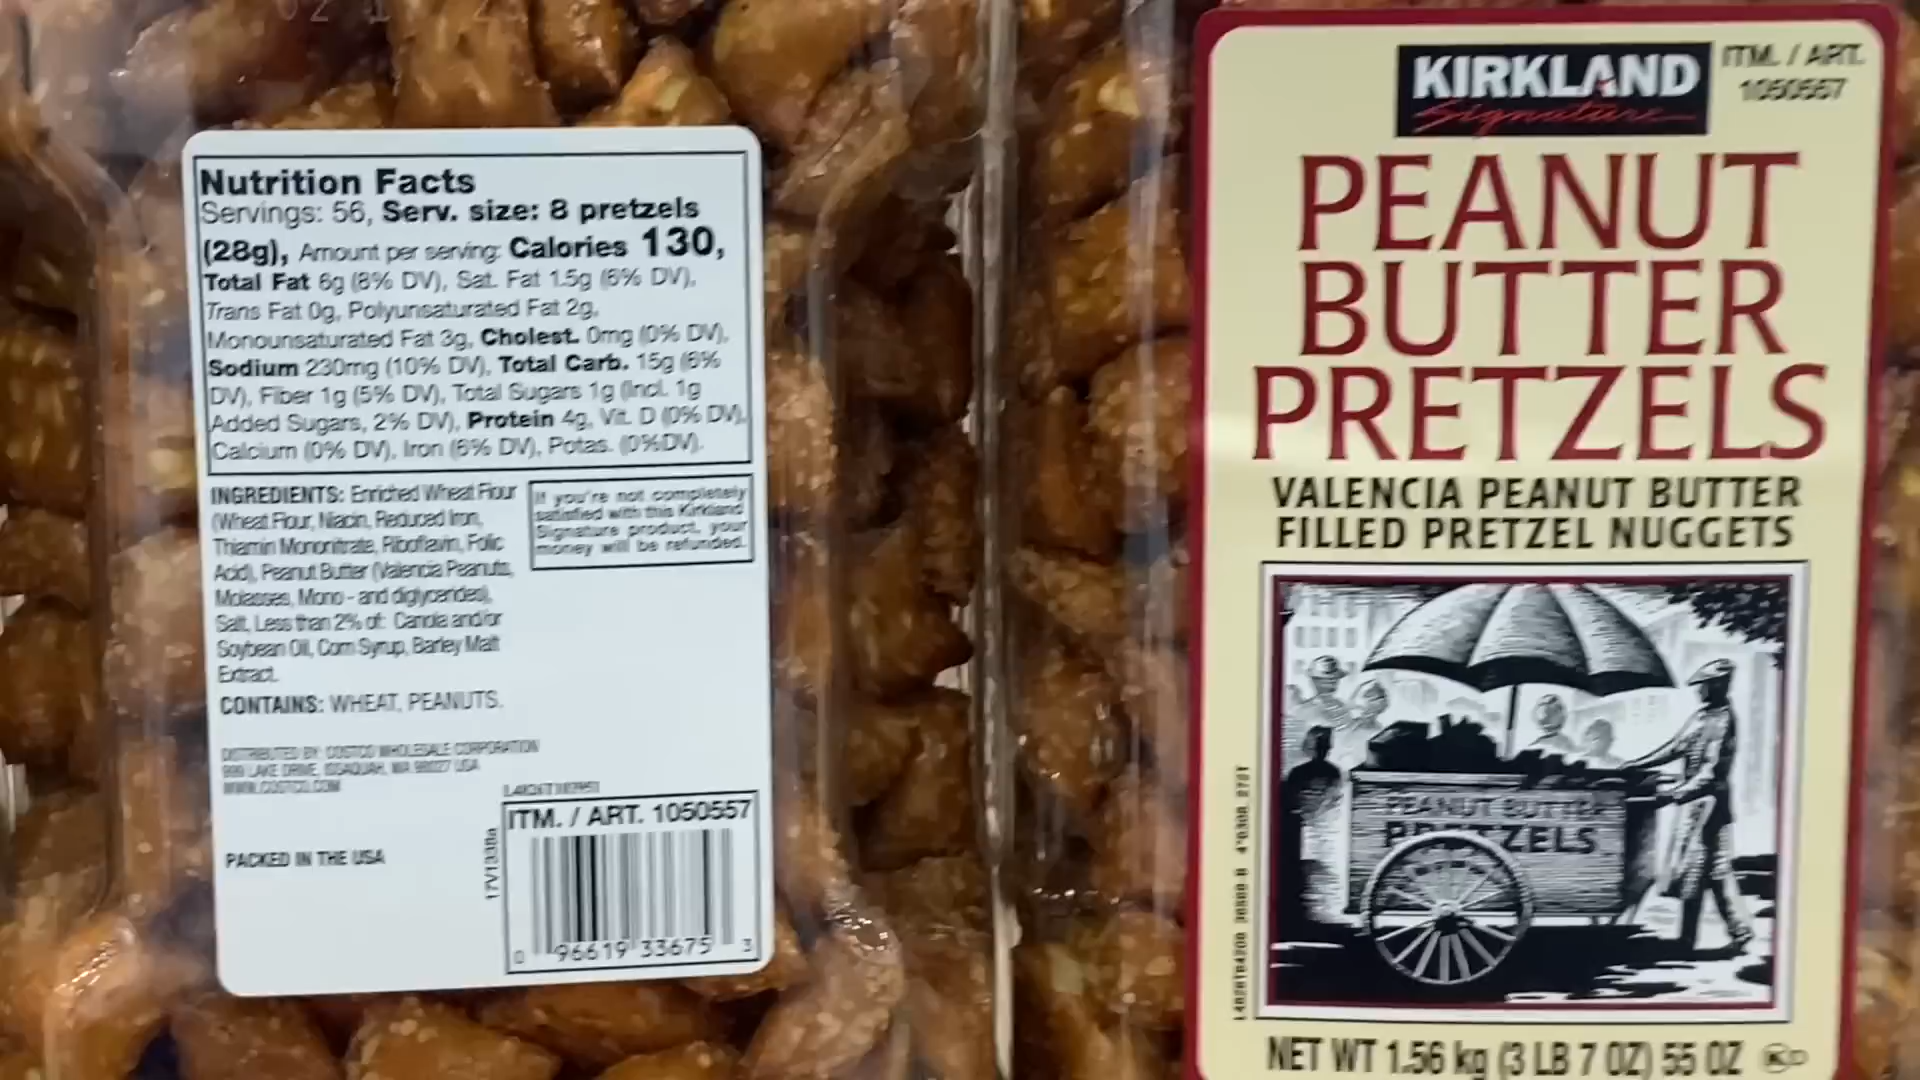 Nutrition Facts
Servings: 56, Serv. size: 8 pretzels
(28g), Amount per serving: Calories 130,
Total Fat 6g (8% DV), Sat. Fat 1.5g (6% DV),
Trans Fat 0g, Polyunsaturated Fat 2g,
Monounsaturated Fat 3g, Cholest. 0mg (0% DV),
Sodium 230mg (10% DV), Total Carb. 15g (6%
DV), Fiber 1g (5% DV), Total Sugars 1g (Incl. 1g
Added Sugars, 2% DV), Protein 4g, Vit. D (0% DV),
Calcium (0% DV), Iron (6% DV), Potas. (0%DV).
INGREDIENTS: Enriched Wheat Flour
(Wheat Flour, Niacin, Reduced Iron,
Thiamin Mononitrate, Riboflavin, Folic
Acid), Peanut Butter (Valencia Peanuts,
Molasses, Mono - and diglycerides),
Salt, Less than 2% of: Canola and/or
Soybean Oil, Corn Syrup, Barley Malt
Extract.
CONTAINS: WHEAT, PEANUTS.
If you're not completely
satisfied with this Kirkland
Signature product, your
money will be refunded.
DISTRIBUTED BY: COSTCO WHOLESALE CORPORATION
999 LAKE DRIVE, ISSAQUAH, WA 98027 USA
WWW.COSTCO.COM
PACKED IN THE USA
17V1338a
ITM. / ART. 1050557
0 96619 33675 3
KIRKLAND
Signature
ITM. / ART.
1050557
PEANUT
BUTTER
PRETZELS
VALENCIA PEANUT BUTTER
FILLED PRETZEL NUGGETS
PEANUT BUTTER
PRETZELS
NET WT 1.56 kg (3 LB 7 OZ) 55 OZ
K D